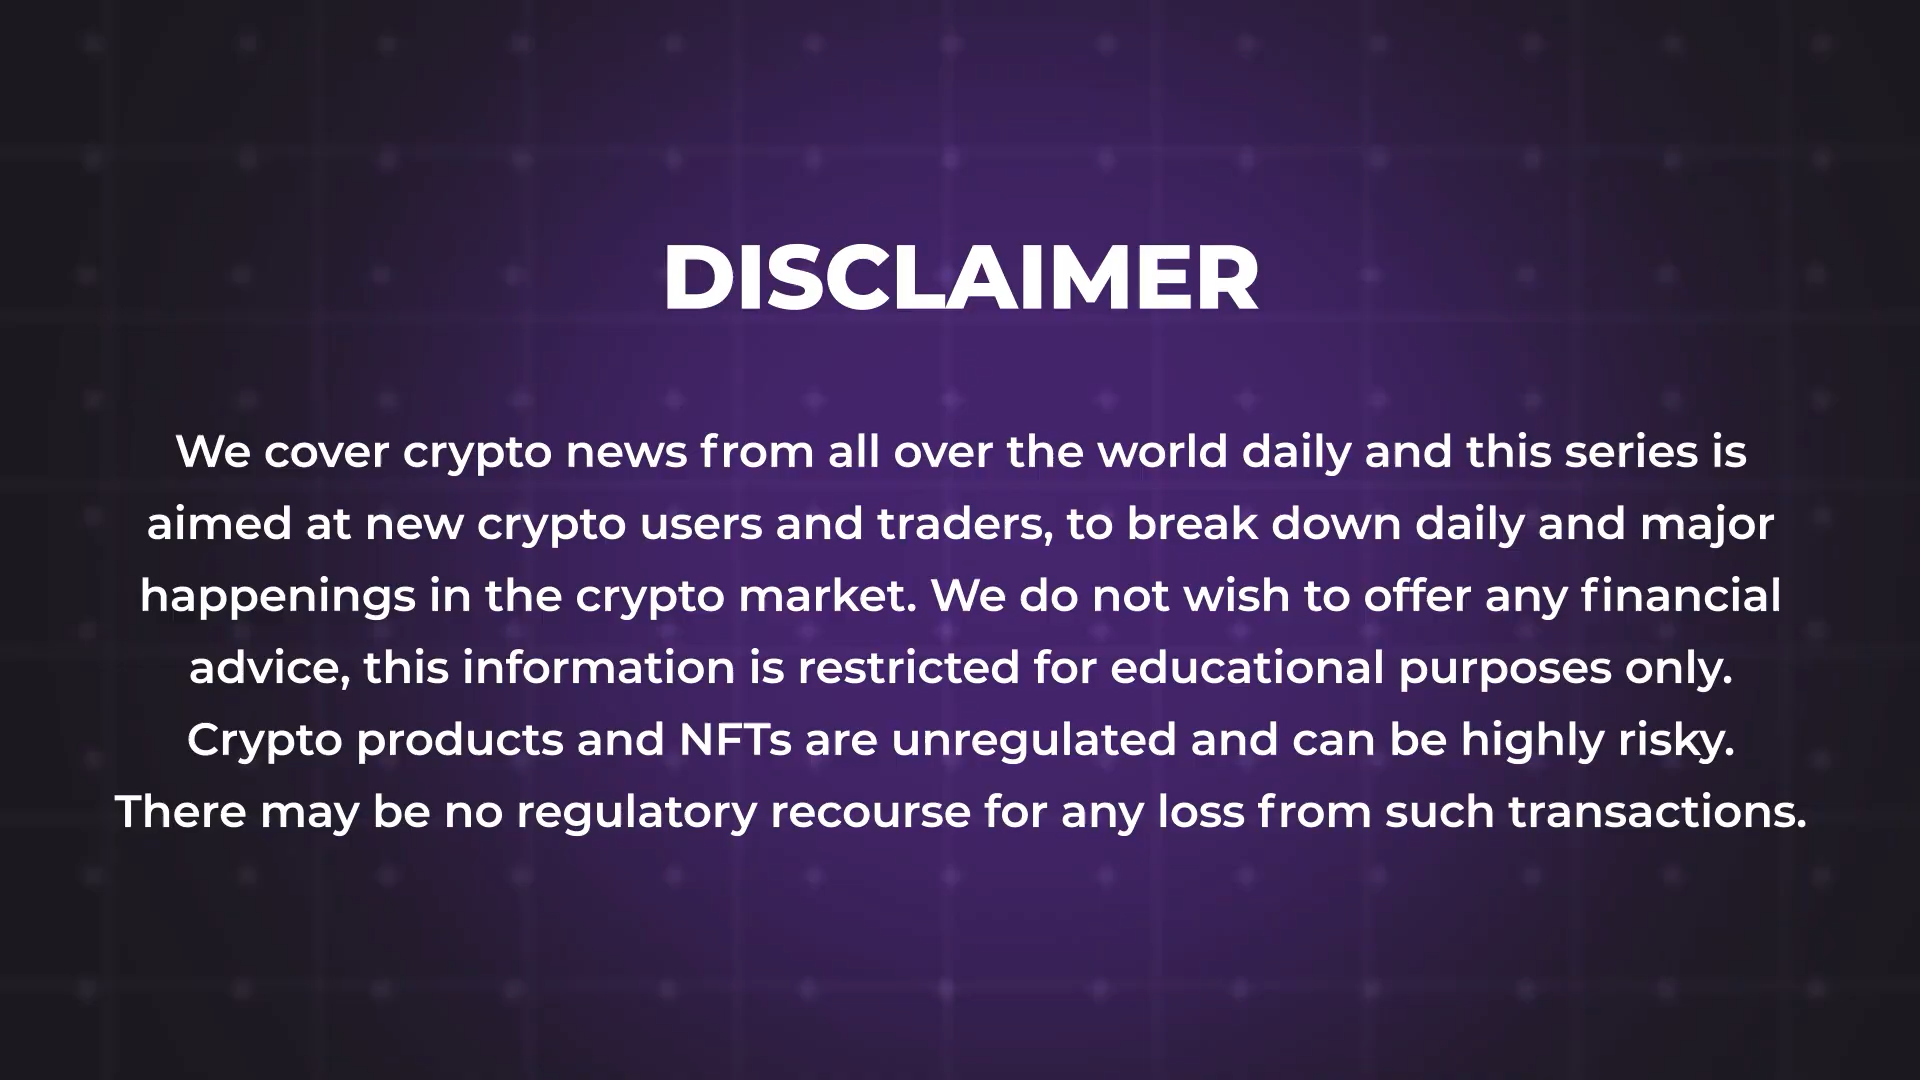 DISCLAIMER
We cover crypto news from all over the world daily and this series is
aimed at new crypto users and traders, to break down daily and major
happenings in the crypto market. We do not wish to offer any financial
advice, this information is restricted for educational purposes only.
Crypto products and NFTs are unregulated and can be highly risky.
There may be no regulatory recourse for any loss from such transactions.